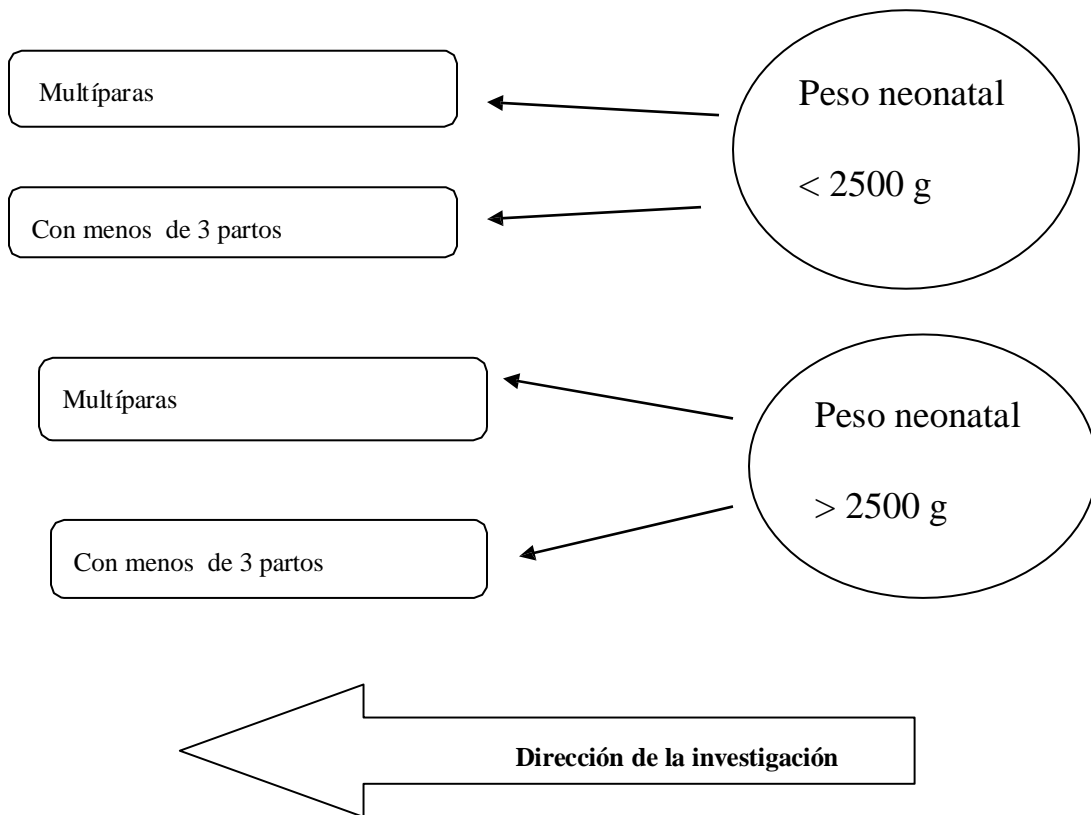 Multíparas
Peso neonatal
< 2500 g
Con menos  de 3 partos
Multíparas
Peso neonatal
> 2500 g
Con menos  de 3 partos
Dirección de la investigación